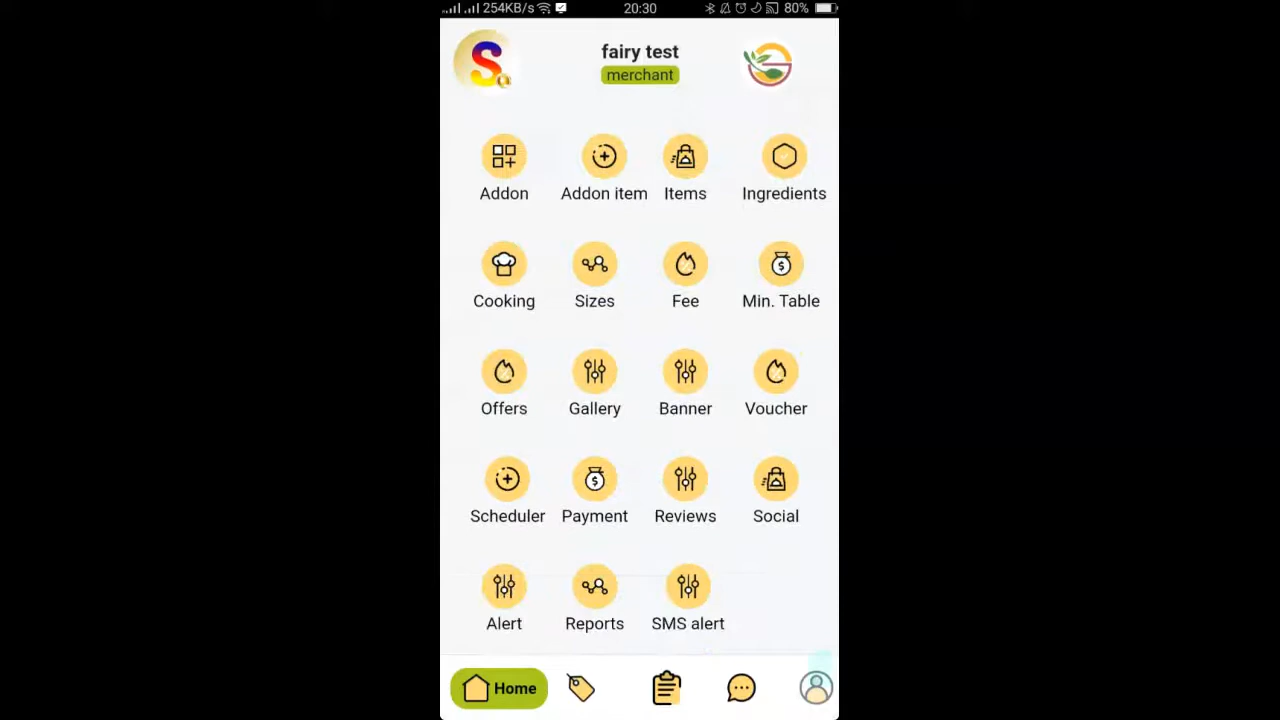 254KB/s 20:30 80%
fairy test
merchant
Addon Addon item Items Ingredients
Cooking Sizes Fee Min. Table
Offers Gallery Banner Voucher
Scheduler Payment Reviews Social
Alert Reports SMS alert
Home